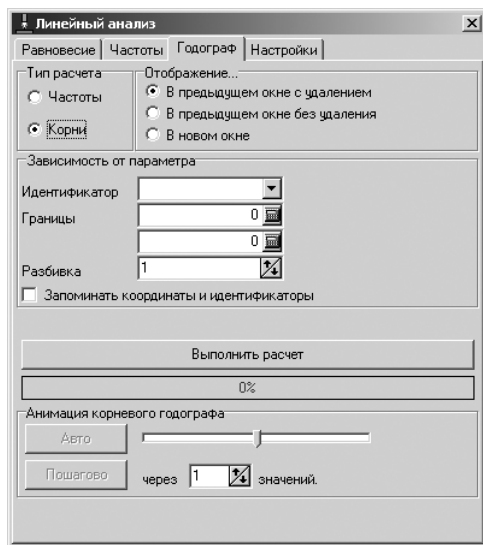 Линейный анализ
Равновесие Частоты Годограф Настройки
Тип расчета
Частоты
Корни
Отображение...
В предыдущем окне с удалением
В предыдущем окне без удаления
В новом окне
Зависимость от параметра
Идентификатор
Границы 0
0
Разбивка 1
Запоминать координаты и идентификаторы
Выполнить расчет
0%
Анимация корневого годографа
Авто
Пошагово через 1 значений.